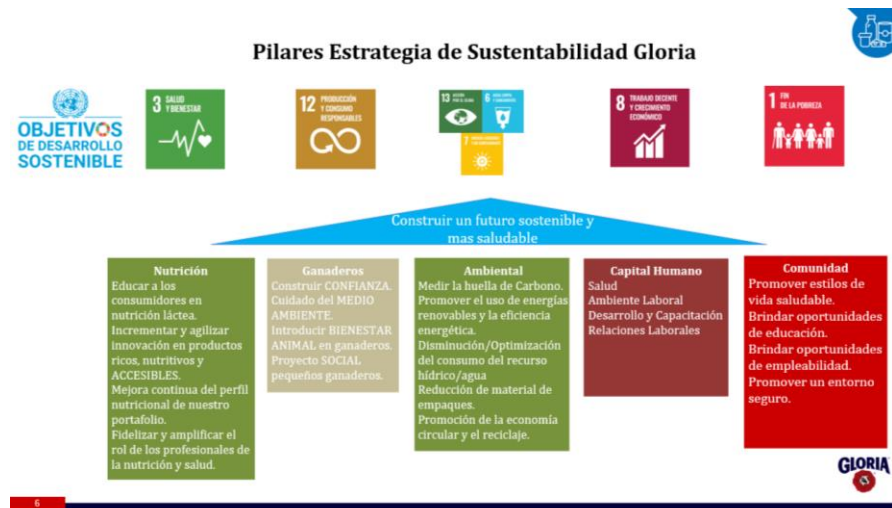 Pilares Estrategia de Sustentabilidad Gloria
OBJETIVOS
DE DESARROLLO
SOSTENIBLE
3 SALUD
Y BIENESTAR
12 PRODUCCIÓN
Y CONSUMO
RESPONSABLES
13 ACCIÓN
POR EL CLIMA
6
7
8 TRABAJO DECENTE
Y CRECIMIENTO
ECONÓMICO
1 FIN
DE LA POBREZA
Construir un futuro sostenible y
mas saludable
Nutrición
Educar a los
consumidores en
nutrición láctea.
Incrementar y agilizar
innovación en productos
ricos, nutritivos y
ACCESIBLES.
Mejora continua del perfil
nutricional de nuestro
portafolio.
Fidelizar y amplificar el
rol de los profesionales de
la nutrición y salud.
Ganaderos
Construir CONFIANZA.
Cuidado del MEDIO
AMBIENTE.
Introducir BIENESTAR
ANIMAL en ganaderos.
Proyecto SOCIAL
pequeños ganaderos.
Ambiental
Medir la huella de Carbono.
Promover el uso de energías
renovables y la eficiencia
energética.
Disminución/Optimización
del consumo del recurso
hídrico/agua
Reducción de material de
empaques.
Promoción de la economía
circular y el reciclaje.
Capital Humano
Salud
Ambiente Laboral
Desarrollo y Capacitación
Relaciones Laborales
Comunidad
Promover estilos de
vida saludable.
Brindar oportunidades
de educación.
Brindar oportunidades
de empleabilidad.
Promover un entorno
seguro.
GLORIA
6